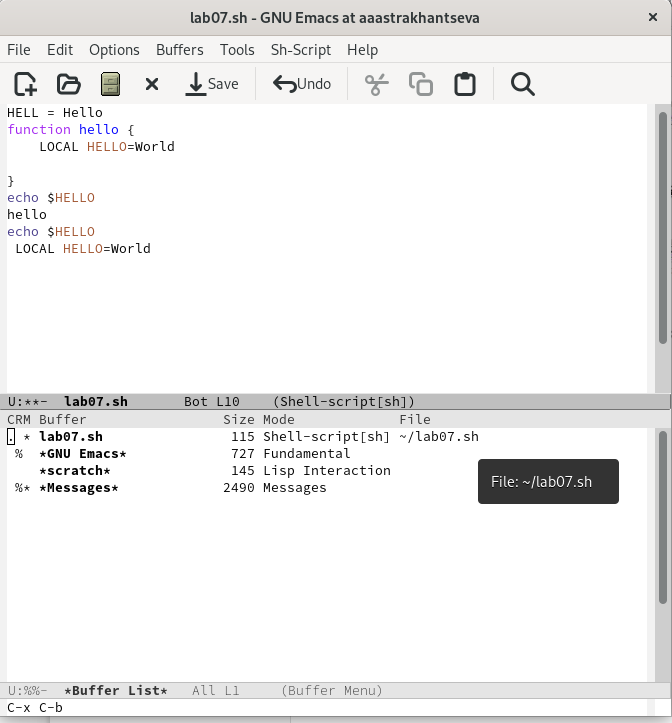 lab07.sh - GNU Emacs at aaastrakhantseva
File Edit Options Buffers Tools Sh-Script Help
Save Undo
HELL = Hello
function hello {
    LOCAL HELLO=World

}
echo $HELLO
hello
echo $HELLO
 LOCAL HELLO=World
U:**-  lab07.sh       Bot L10    (Shell-script[sh])
CRM Buffer                 Size Mode             File
. * lab07.sh                115 Shell-script[sh] ~/lab07.sh
 %  *GNU Emacs*             727 Fundamental
    *scratch*               145 Lisp Interaction
 %* *Messages*             2490 Messages
File: ~/lab07.sh
U:%%-  *Buffer List*   All L1     (Buffer Menu)
C-x C-b